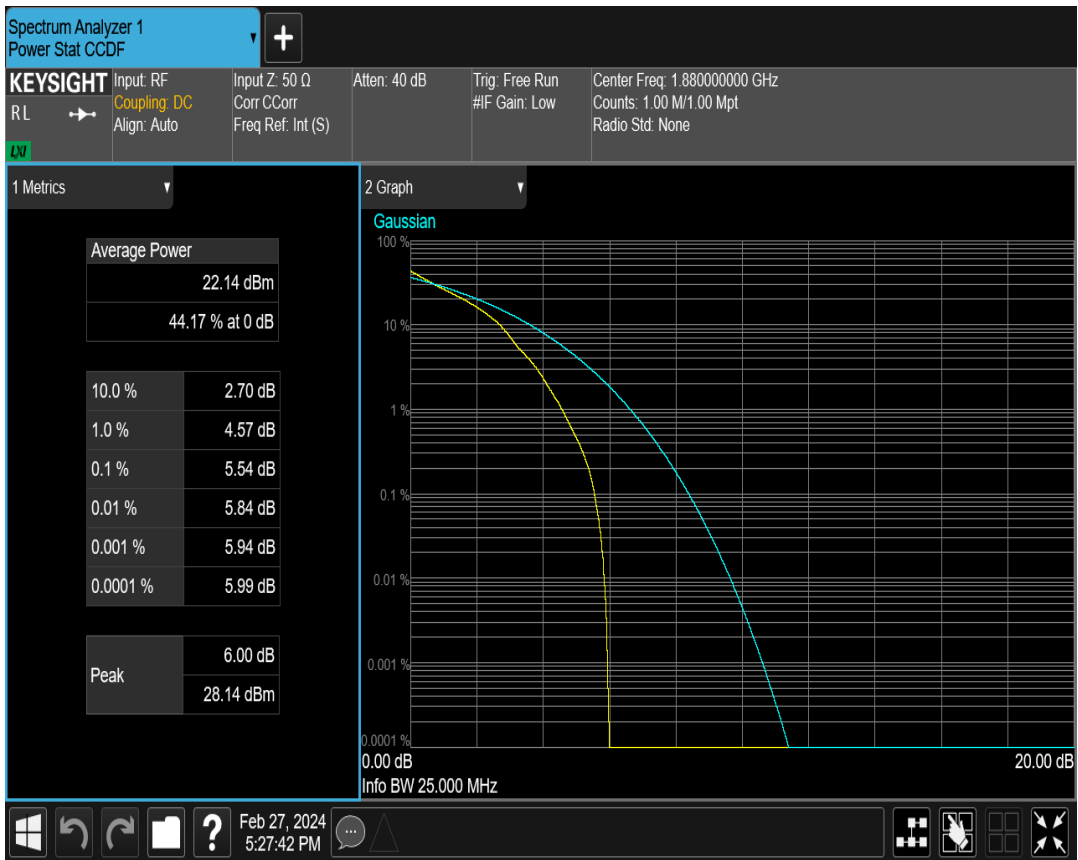 Spectrum Analyzer 1
Power Stat CCDF
+
KEYSIGHT
RL
LXI
Input: RF
Coupling: DC
Align: Auto
Input Z: 50 Ω
Corr CCorr
Freq Ref: Int (S)
Atten: 40 dB
Trig: Free Run
#IF Gain: Low
Center Freq: 1.880000000 GHz
Counts: 1.00 M/1.00 Mpt
Radio Std: None
1 Metrics
Average Power
22.14 dBm
44.17 % at 0 dB
10.0 % 2.70 dB
1.0 % 4.57 dB
0.1 % 5.54 dB
0.01 % 5.84 dB
0.001 % 5.94 dB
0.0001 % 5.99 dB
Peak
6.00 dB
28.14 dBm
2 Graph
Gaussian
100 %
10 %
1 %
0.1 %
0.01 %
0.001 %
0.0001 %
0.00 dB 20.00 dB
Info BW 25.000 MHz
?
Feb 27, 2024
5:27:42 PM